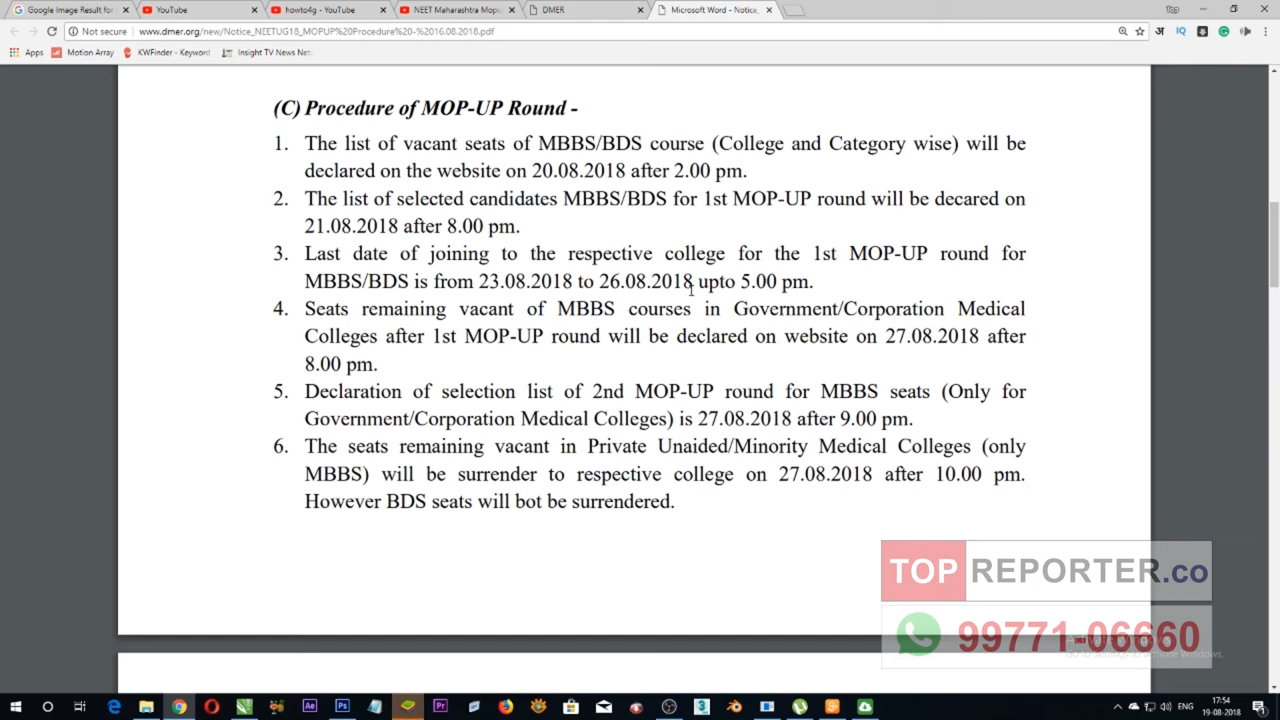 Google Image Result for
YouTube
howto4g - YouTube
NEET Maharashtra Mopu
DMER
Microsoft Word - Notice_
Not secure | www.dmer.org/new/Notice_NEETUG18_MOPUP%20Procedure%20-%2016.08.2018.pdf
Apps Motion Array KWFinder - Keyword Insight TV News Net
(C) Procedure of MOP-UP Round -
1. The list of vacant seats of MBBS/BDS course (College and Category wise) will be
declared on the website on 20.08.2018 after 2.00 pm.
2. The list of selected candidates MBBS/BDS for 1st MOP-UP round will be decared on
21.08.2018 after 8.00 pm.
3. Last date of joining to the respective college for the 1st MOP-UP round for
MBBS/BDS is from 23.08.2018 to 26.08.2018 upto 5.00 pm.
4. Seats remaining vacant of MBBS courses in Government/Corporation Medical
Colleges after 1st MOP-UP round will be declared on website on 27.08.2018 after
8.00 pm.
5. Declaration of selection list of 2nd MOP-UP round for MBBS seats (Only for
Government/Corporation Medical Colleges) is 27.08.2018 after 9.00 pm.
6. The seats remaining vacant in Private Unaided/Minority Medical Colleges (only
MBBS) will be surrender to respective college on 27.08.2018 after 10.00 pm.
However BDS seats will bot be surrendered.
TOP REPORTER.co
99771-06660
Go to Settings to activate Windows.
ENG
17:54
19-08-2018